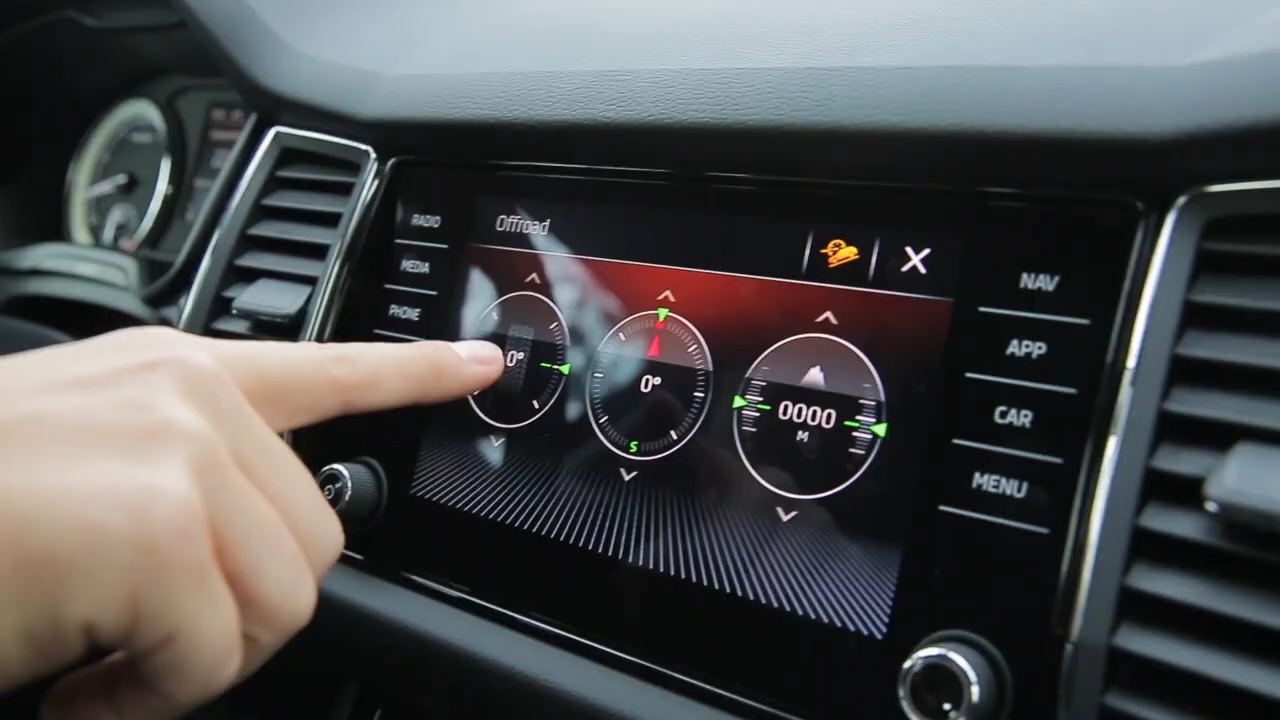 RADIO
MEDIA
PHONE
Offroad
0°
0°
S
0000
M
NAV
APP
CAR
MENU